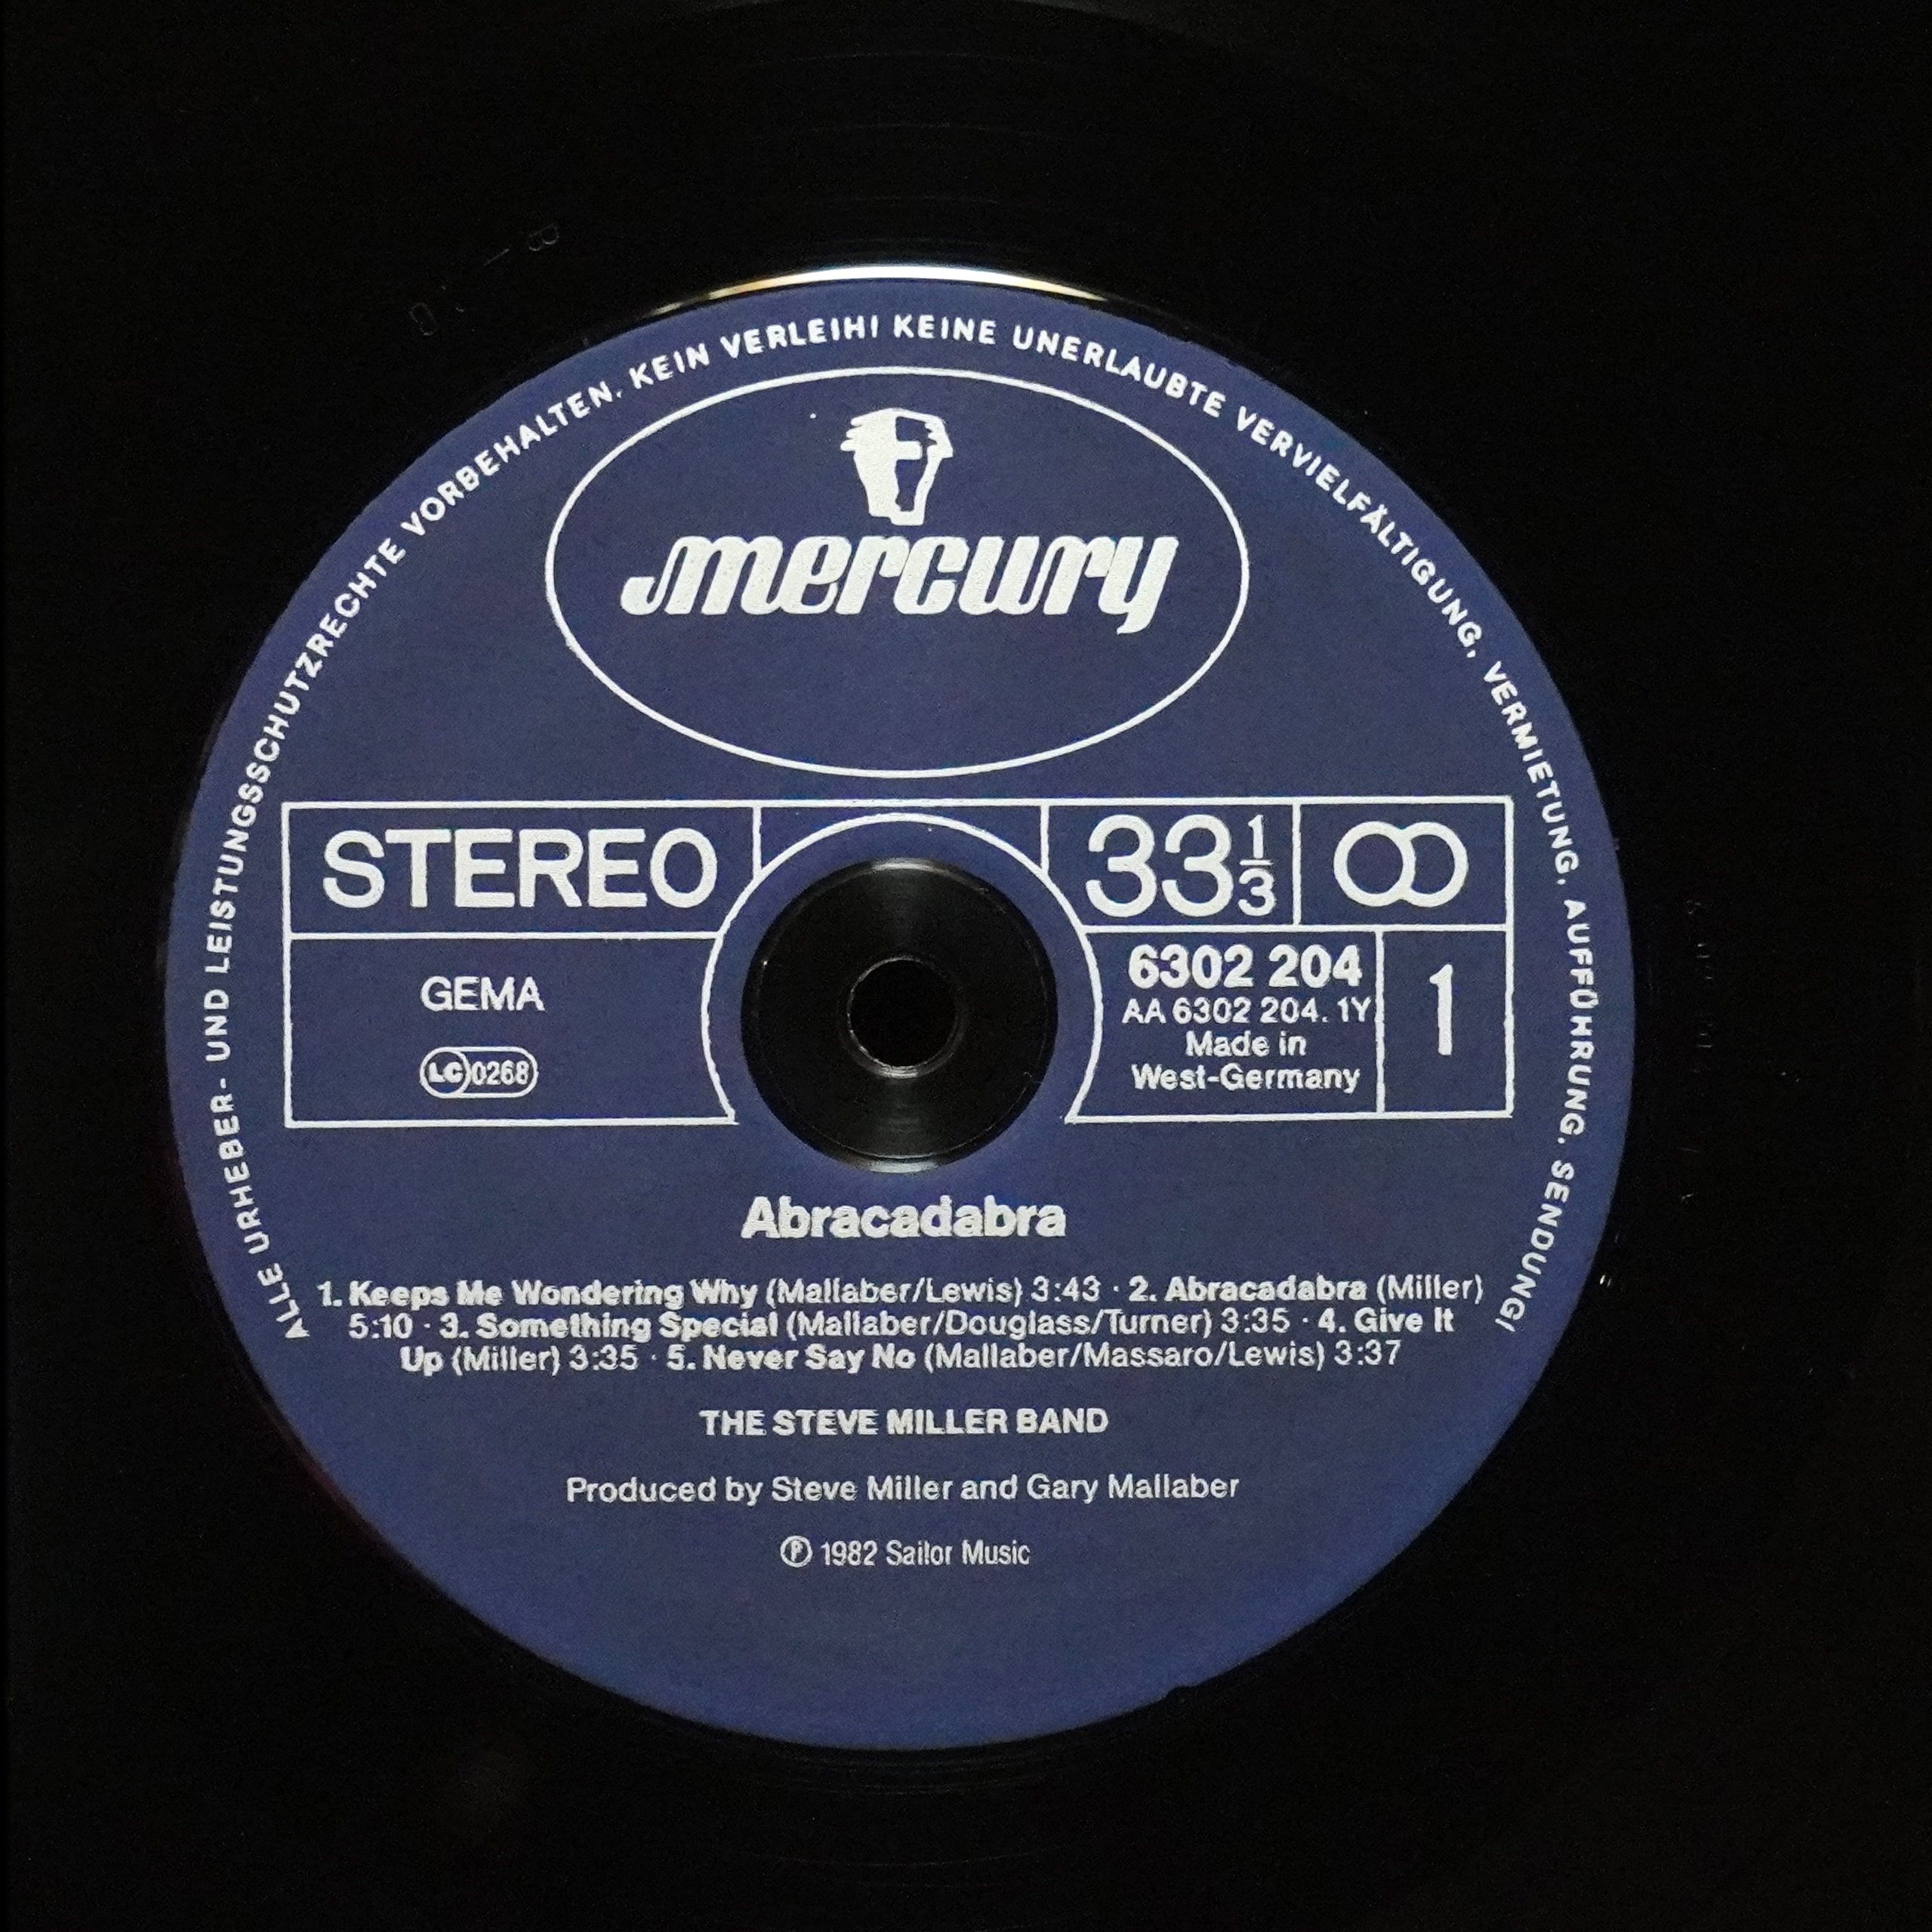 ALLE URHEBER- UND LEISTUNGSSCHUTZRECHTE VORBEHALTEN. KEIN VERLEIH! KEINE UNERLAUBTE VERVIELFÄLTIGUNG, VERMIETUNG, AUFFÜHRUNG, SENDUNG!
mercury
STEREO
33 1/3
GEMA
LC 0268
6302 204
AA 6302 204. 1Y
Made in
West-Germany
1
Abracadabra
1. Keeps Me Wondering Why (Mallaber/Lewis) 3:43 · 2. Abracadabra (Miller)
5:10 · 3. Something Special (Mallaber/Douglass/Turner) 3:35 · 4. Give It
Up (Miller) 3:35 · 5. Never Say No (Mallaber/Massaro/Lewis) 3:37
THE STEVE MILLER BAND
Produced by Steve Miller and Gary Mallaber
Ⓟ 1982 Sailor Music